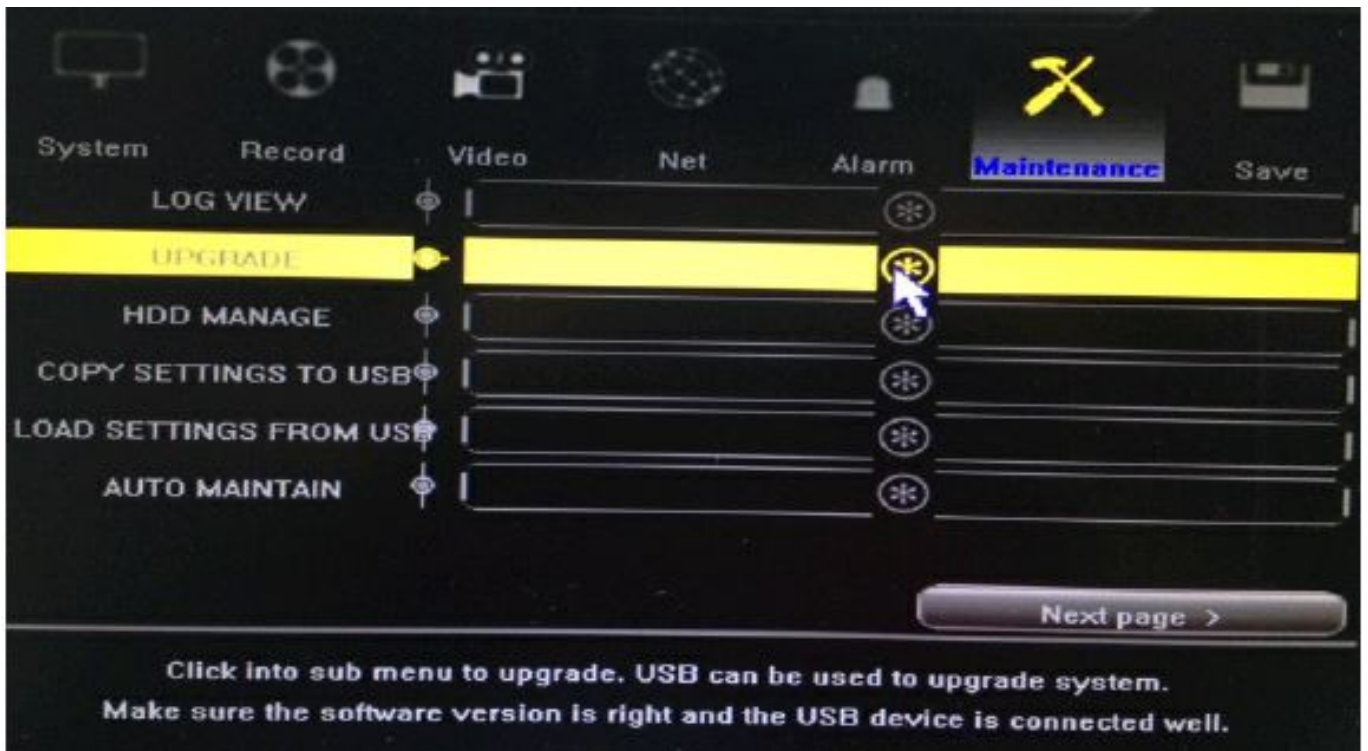 System Record Video Net Alarm Maintenance Save
LOG VIEW
UPGRADE
HDD MANAGE
COPY SETTINGS TO USB
LOAD SETTINGS FROM USB
AUTO MAINTAIN
Next page >
Click into sub menu to upgrade. USB can be used to upgrade system.
Make sure the software version is right and the USB device is connected well.